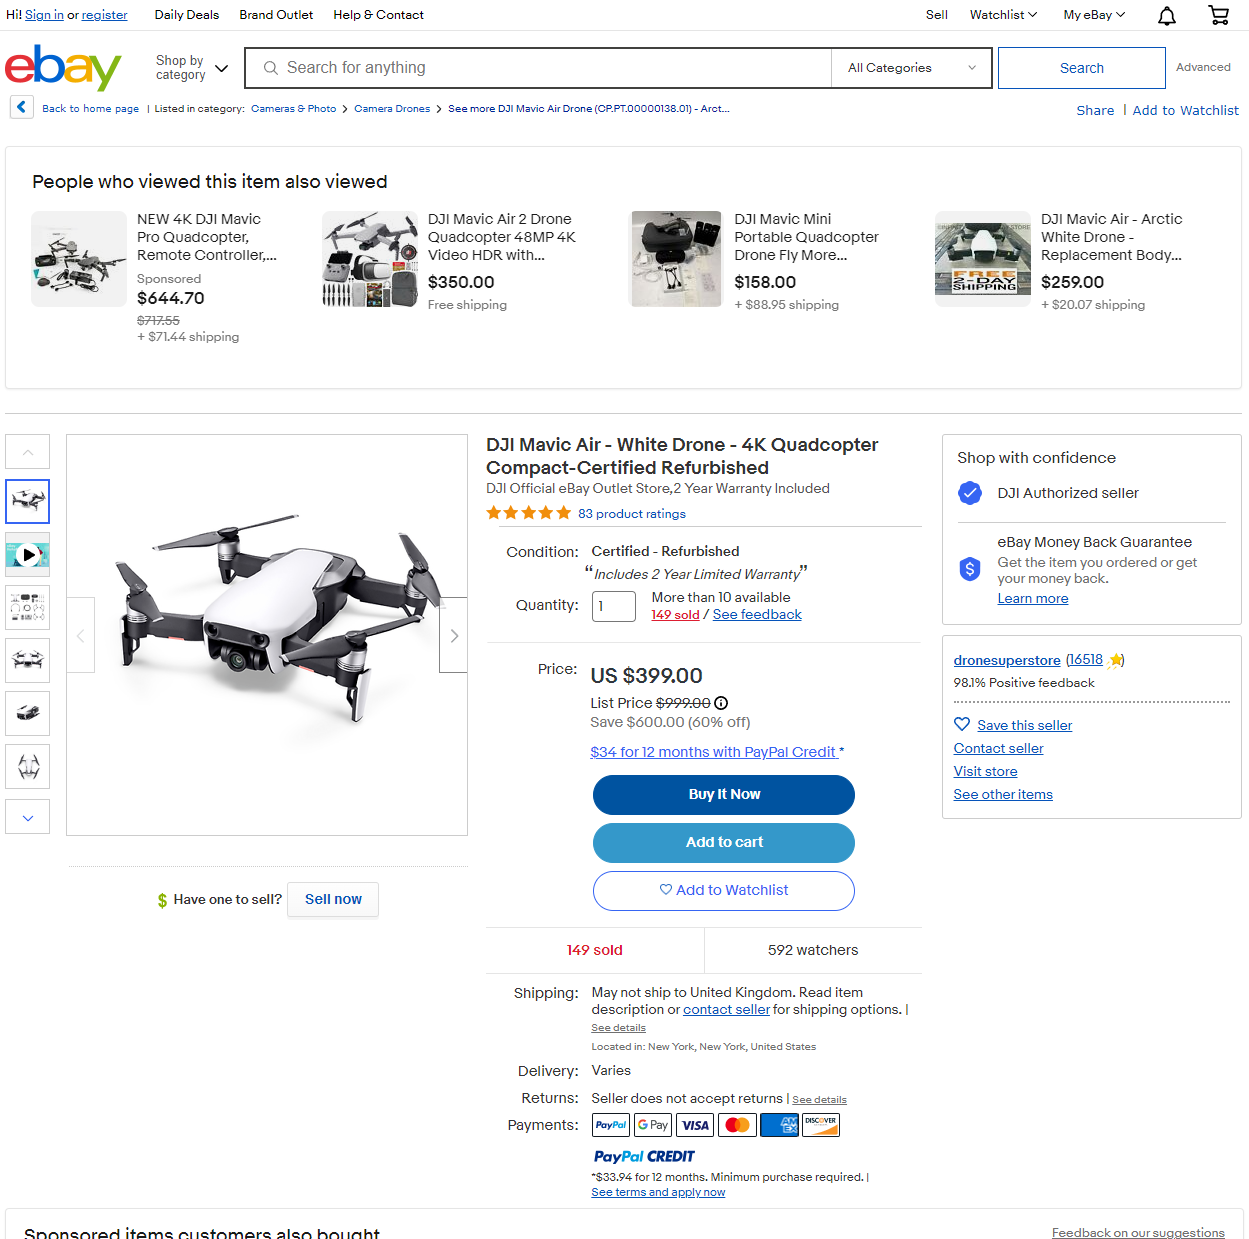 Hi! Sign in or register
Daily Deals
Brand Outlet
Help & Contact
Sell
Watchlist
My eBay
ebay
Shop by
category
Search for anything
All Categories
Search
Advanced
Back to home page | Listed in category: Cameras & Photo > Camera Drones > See more DJI Mavic Air Drone (CP.PT.00000138.01) - Arct...
Share | Add to Watchlist
People who viewed this item also viewed
NEW 4K DJI Mavic
Pro Quadcopter,
Remote Controller,...
Sponsored
$644.70
$717.55
+ $71.44 shipping
DJI Mavic Air 2 Drone
Quadcopter 48MP 4K
Video HDR with...
$350.00
Free shipping
DJI Mavic Mini
Portable Quadcopter
Drone Fly More...
$158.00
+ $88.95 shipping
FREE
2-DAY
SHIPPING
DJI Mavic Air - Arctic
White Drone -
Replacement Body...
$259.00
+ $20.07 shipping
DJI Mavic Air - White Drone - 4K Quadcopter
Compact-Certified Refurbished
DJI Official eBay Outlet Store,2 Year Warranty Included
83 product ratings
Condition: Certified - Refurbished
“Includes 2 Year Limited Warranty”
Quantity: 1
More than 10 available
149 sold / See feedback
Price: US $399.00
List Price $999.00
Save $600.00 (60% off)
$34 for 12 months with PayPal Credit *
Buy It Now
Add to cart
Add to Watchlist
149 sold
592 watchers
Shipping: May not ship to United Kingdom. Read item
description or contact seller for shipping options. |
See details
Located in: New York, New York, United States
Delivery: Varies
Returns: Seller does not accept returns | See details
Payments: PayPal G Pay VISA AMEX DISCOVER
PayPal CREDIT
*$33.94 for 12 months. Minimum purchase required. |
See terms and apply now
$ Have one to sell? Sell now
Shop with confidence
DJI Authorized seller
eBay Money Back Guarantee
Get the item you ordered or get
your money back.
Learn more
dronesuperstore (16518)
98.1% Positive feedback
Save this seller
Contact seller
Visit store
See other items
Sponsored items customers also bought
Feedback on our suggestions